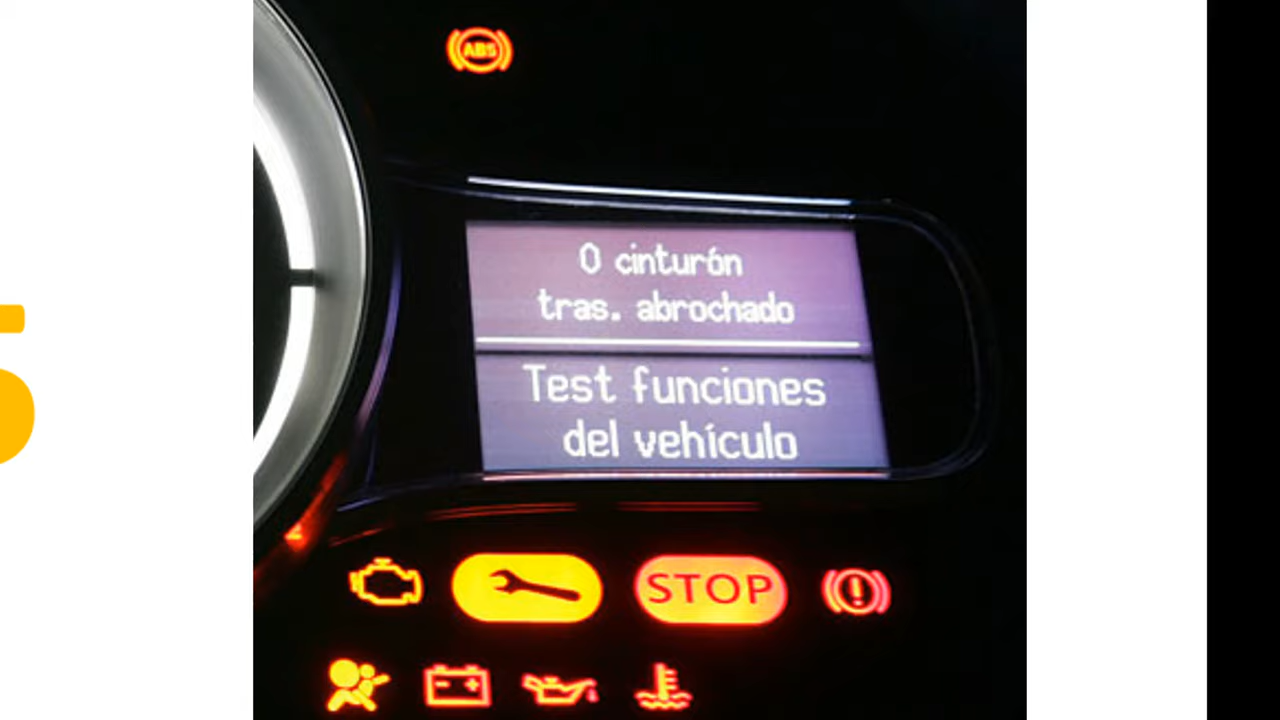 ABS
0 cinturón
tras. abrochado
Test funciones
del vehículo
STOP